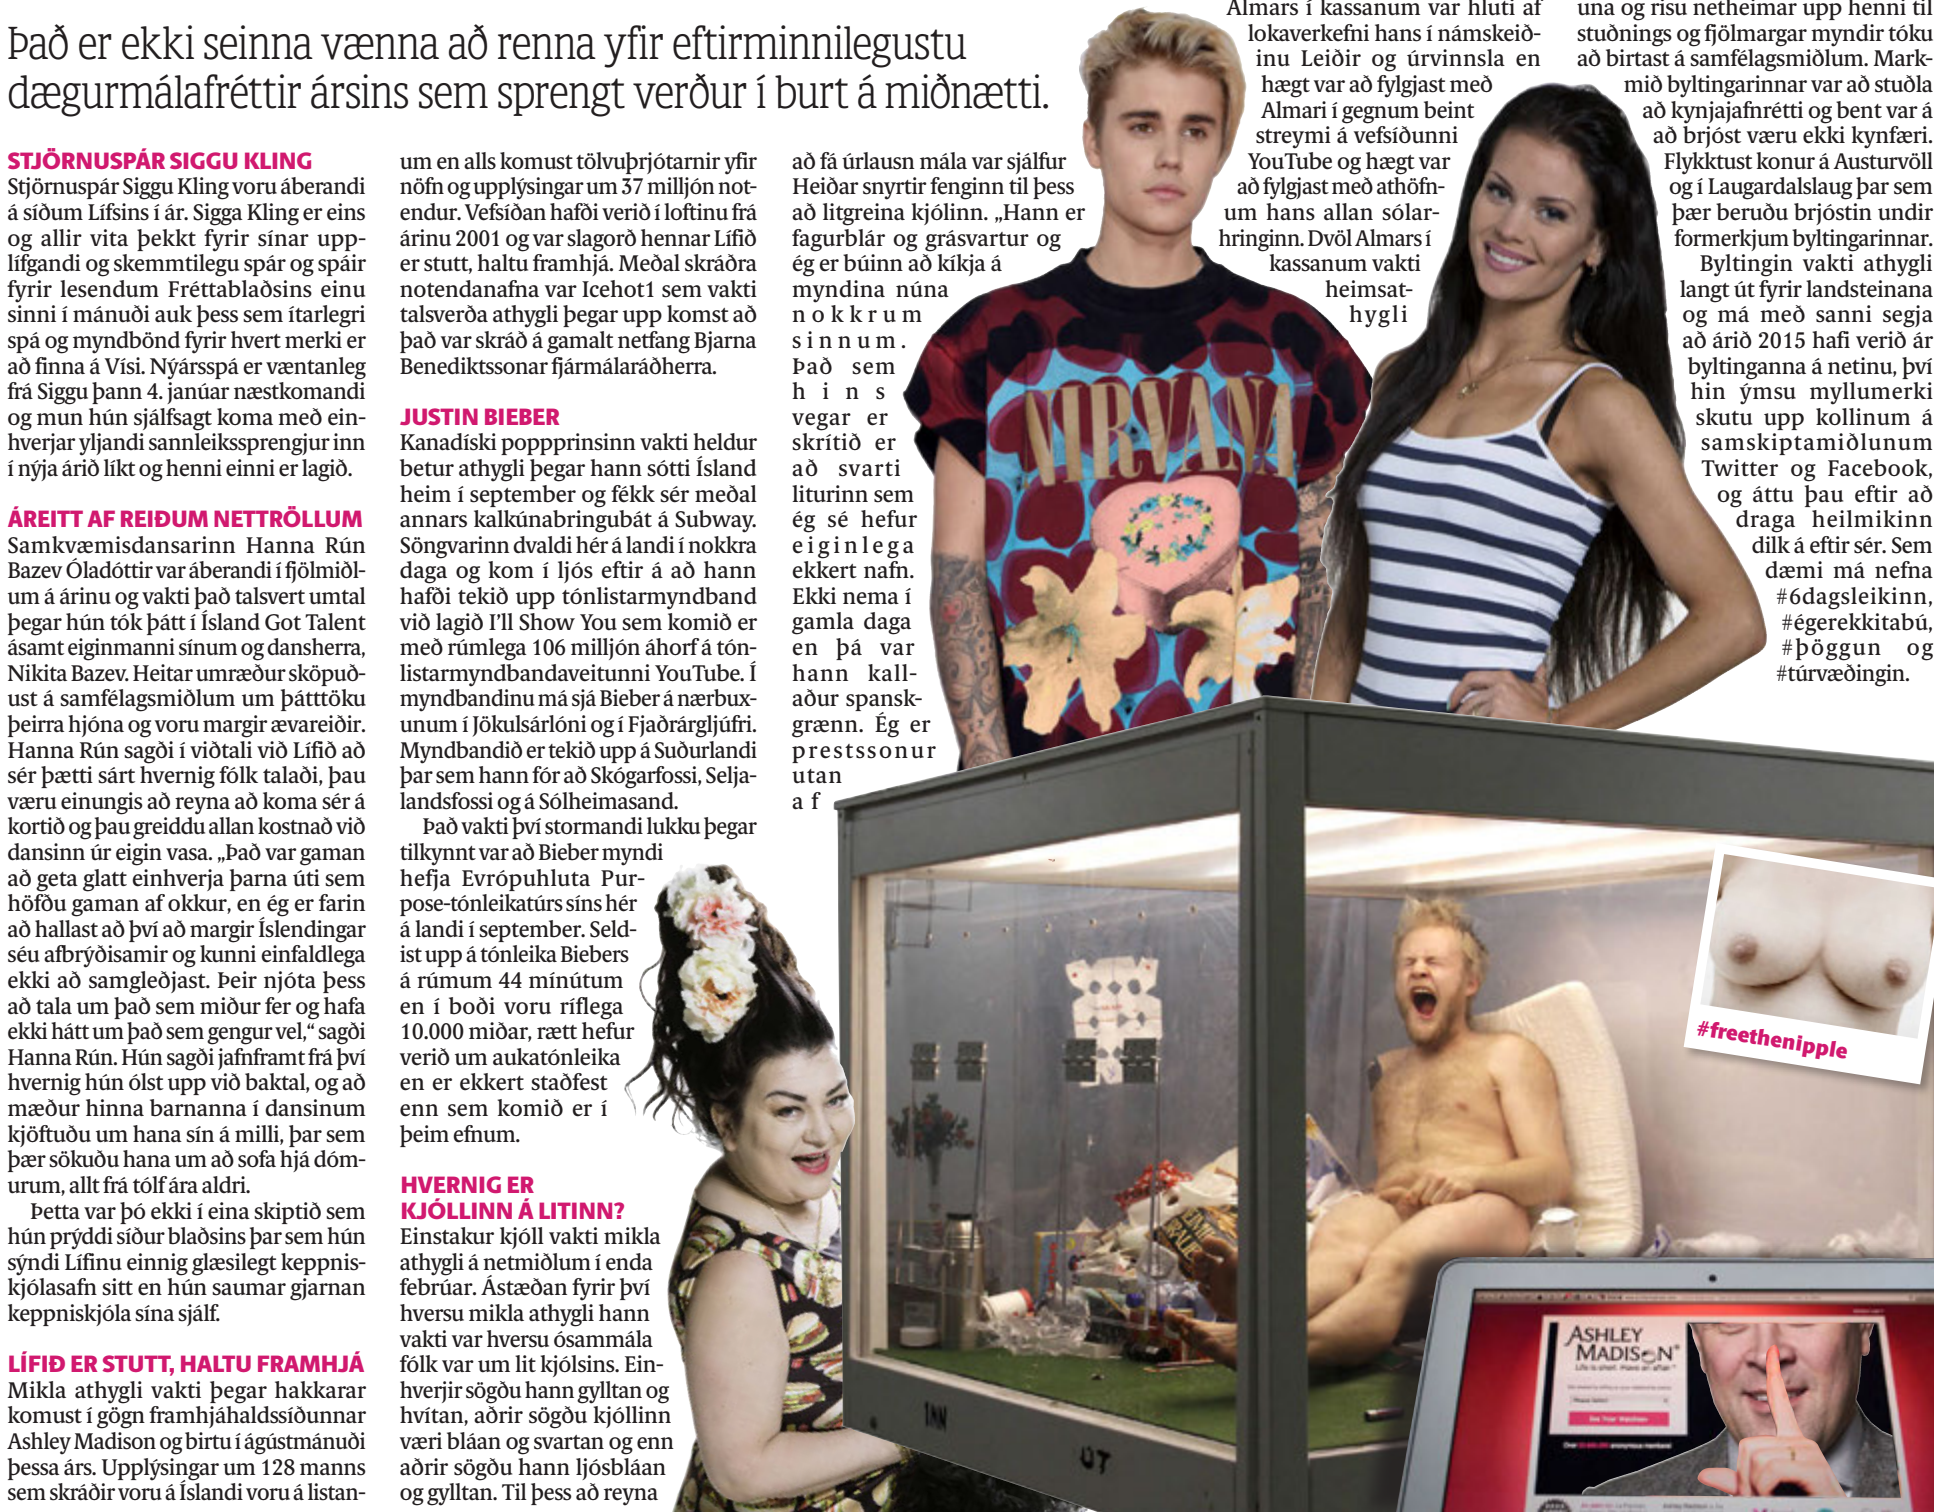 Það er ekki seinna vænna að renna yfir eftirminnilegustu
dægurmálafréttir ársins sem sprengt verður í burt á miðnætti.
STJÖRNUSPÁR SIGGU KLING
Stjörnuspár Siggu Kling voru áberandi
á síðum Lífsins í ár. Sigga Kling er eins
og allir vita þekkt fyrir sínar upp-
lífgandi og skemmtilegu spár og spáir
fyrir lesendum Fréttablaðsins einu
sinni í mánuði auk þess sem ítarlegri
spá og myndbönd fyrir hvert merki er
að finna á Vísi. Nýársspá er væntanleg
frá Siggu þann 4. janúar næstkomandi
og mun hún sjálfsagt koma með ein-
hverjar yljandi sannleikssprengjur inn
í nýja árið líkt og henni einni er lagið.
ÁREITT AF REIÐUM NETTRÖLLUM
Samkvæmisdansarinn Hanna Rún
Bazev Óladóttir var áberandi í fjölmiðl-
um á árinu og vakti það talsvert umtal
þegar hún tók þátt í Ísland Got Talent
ásamt eiginmanni sínum og dansherra,
Nikita Bazev. Heitar umræður sköpuð-
ust á samfélagsmiðlum um þátttöku
þeirra hjóna og voru margir ævareiðir.
Hanna Rún sagði í viðtali við Lífið að
sér þætti sárt hvernig fólk talaði, þau
væru einungis að reyna að koma sér á
kortið og þau greiddu allan kostnað við
dansinn úr eigin vasa. „Það var gaman
að geta glatt einhverja þarna úti sem
höfðu gaman af okkur, en ég er farin
að hallast að því að margir Íslendingar
séu afbrýðisamir og kunni einfaldlega
ekki að samgleðjast. Þeir njóta þess
að tala um það sem miður fer og hafa
ekki hátt um það sem gengur vel,“ sagði
Hanna Rún. Hún sagði jafnframt frá því
hvernig hún ólst upp við baktal, og að
mæður hinna barnanna í dansinum
kjöftuðu um hana sín á milli, þar sem
þær sökuðu hana um að sofa hjá dóm-
urum, allt frá tólf ára aldri.
Þetta var þó ekki í eina skiptið sem
hún prýddi síður blaðsins þar sem hún
sýndi Lífinu einnig glæsilegt keppnis-
kjólasafn sitt en hún saumar gjarnan
keppniskjóla sína sjálf.
LÍFIÐ ER STUTT, HALTU FRAMHJÁ
Mikla athygli vakti þegar hakkarar
komust í gögn framhjáhaldssíðunnar
Ashley Madison og birtu í ágústmánuði
þessa árs. Upplýsingar um 128 manns
sem skráðir voru á Íslandi voru á listan-
um en alls komust tölvuþrjótarnir yfir
nöfn og upplýsingar um 37 milljón not-
endur. Vefsíðan hafði verið í loftinu frá
árinu 2001 og var slagorð hennar Lífið
er stutt, haltu framhjá. Meðal skráðra
notendanafna var Icehot1 sem vakti
talsverða athygli þegar upp komst að
það var skráð á gamalt netfang Bjarna
Benediktssonar fjármálaráðherra.
JUSTIN BIEBER
Kanadíski poppprinsinn vakti heldur
betur athygli þegar hann sótti Ísland
heim í september og fékk sér meðal
annars kalkúnabringubát á Subway.
Söngvarinn dvaldi hér á landi í nokkra
daga og kom í ljós eftir á að hann
hafði tekið upp tónlistarmyndband
við lagið I'll Show You sem komið er
með rúmlega 106 milljón áhorf á tón-
listarmyndbandaveitunni YouTube. Í
myndbandinu má sjá Bieber á nærbux-
unum í Jökulsárlóni og í Fjaðrárgljúfri.
Myndbandið er tekið upp á Suðurlandi
þar sem hann fór að Skógarfossi, Selja-
landsfossi og á Sólheimasand.
Það vakti því stormandi lukku þegar
tilkynnt var að Bieber myndi
hefja Evrópuhluta Pur-
pose-tónleikatúrs síns hér
á landi í september. Seld-
ist upp á tónleika Biebers
á rúmum 44 mínútum
en í boði voru ríflega
10.000 miðar, rætt hefur
verið um aukatónleika
en er ekkert staðfest
enn sem komið er í
þeim efnum.
HVERNIG ER
KJÓLLINN Á LITINN?
Einstakur kjóll vakti mikla
athygli á netmiðlum í enda
febrúar. Ástæðan fyrir því
hversu mikla athygli hann
vakti var hversu ósammála
fólk var um lit kjólsins. Ein-
hverjir sögðu hann gylltan og
hvítan, aðrir sögðu kjóllinn
væri bláan og svartan og enn
aðrir sögðu hann ljósbláan
og gylltan. Til þess að reyna
að fá úrlausn mála var sjálfur
Heiðar snyrtir fenginn til þess
að litgreina kjólinn. „Hann er
fagurblár og grásvartur og
ég er búinn að kíkja á
myndina núna
nokkrum
sinnum.
Það sem
hins
vegar er
skrítið er
að svarti
liturinn sem
ég sé hefur
eiginlega
ekkert nafn.
Ekki nema í
gamla daga
en þá var
hann kall-
aður spansk-
grænn. Ég er
prestssonur
utan
af
Almars í kassanum var hluti af
lokaverkefni hans í námskeið-
inu Leiðir og úrvinnsla en
hægt var að fylgjast með
Almari í gegnum beint
streymi á vefsíðunni
YouTube og hægt var
að fylgjast með athöfn-
um hans allan sólar-
hringinn. Dvöl Almars í
kassanum vakti
heimsat-
hygli
una og risu netheimar upp henni til
stuðnings og fjölmargar myndir tóku
að birtast á samfélagsmiðlum. Mark-
mið byltingarinnar var að stuðla
að kynjajafnrétti og bent var á
að brjóst væru ekki kynfæri.
Flykktust konur á Austurvöll
og í Laugardalslaug þar sem
þær beruðu brjóstin undir
formerkjum byltingarinnar.
Byltingin vakti athygli
langt út fyrir landsteinana
og má með sanni segja
að árið 2015 hafi verið ár
byltinganna á netinu, því
hin ýmsu myllumerki
skutu upp kollinum á
samskiptamiðlunum
Twitter og Facebook,
og áttu þau eftir að
draga heilmikinn
dilk á eftir sér. Sem
dæmi má nefna
#6dagsleikinn,
#égerekkitabú,
#þöggun og
#túrvæðingin.
NIRVANA
#freethenipple
INN
ÚT
ASHLEY
MADISON®
Life is short. Have an affair.®
See Your Matches